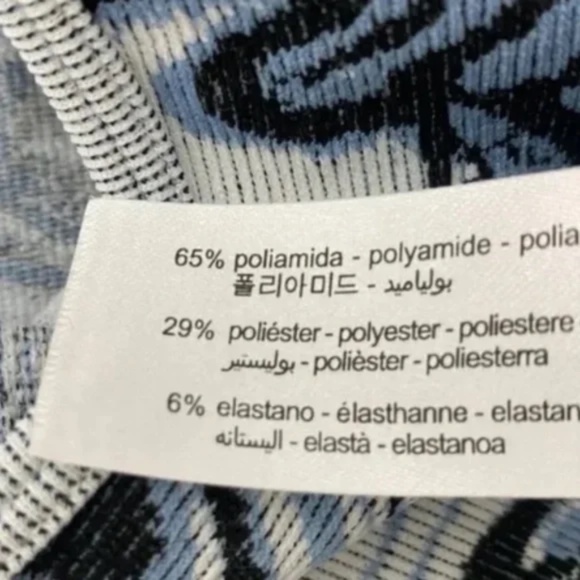 65% poliamida - polyamide - polia
폴리아미드 - بولياميد
29% poliéster - polyester - poliestere
بوليستير - polièster - poliesterra
6% elastano - élasthanne - elastan
اليستانه - elastà - elastanoa